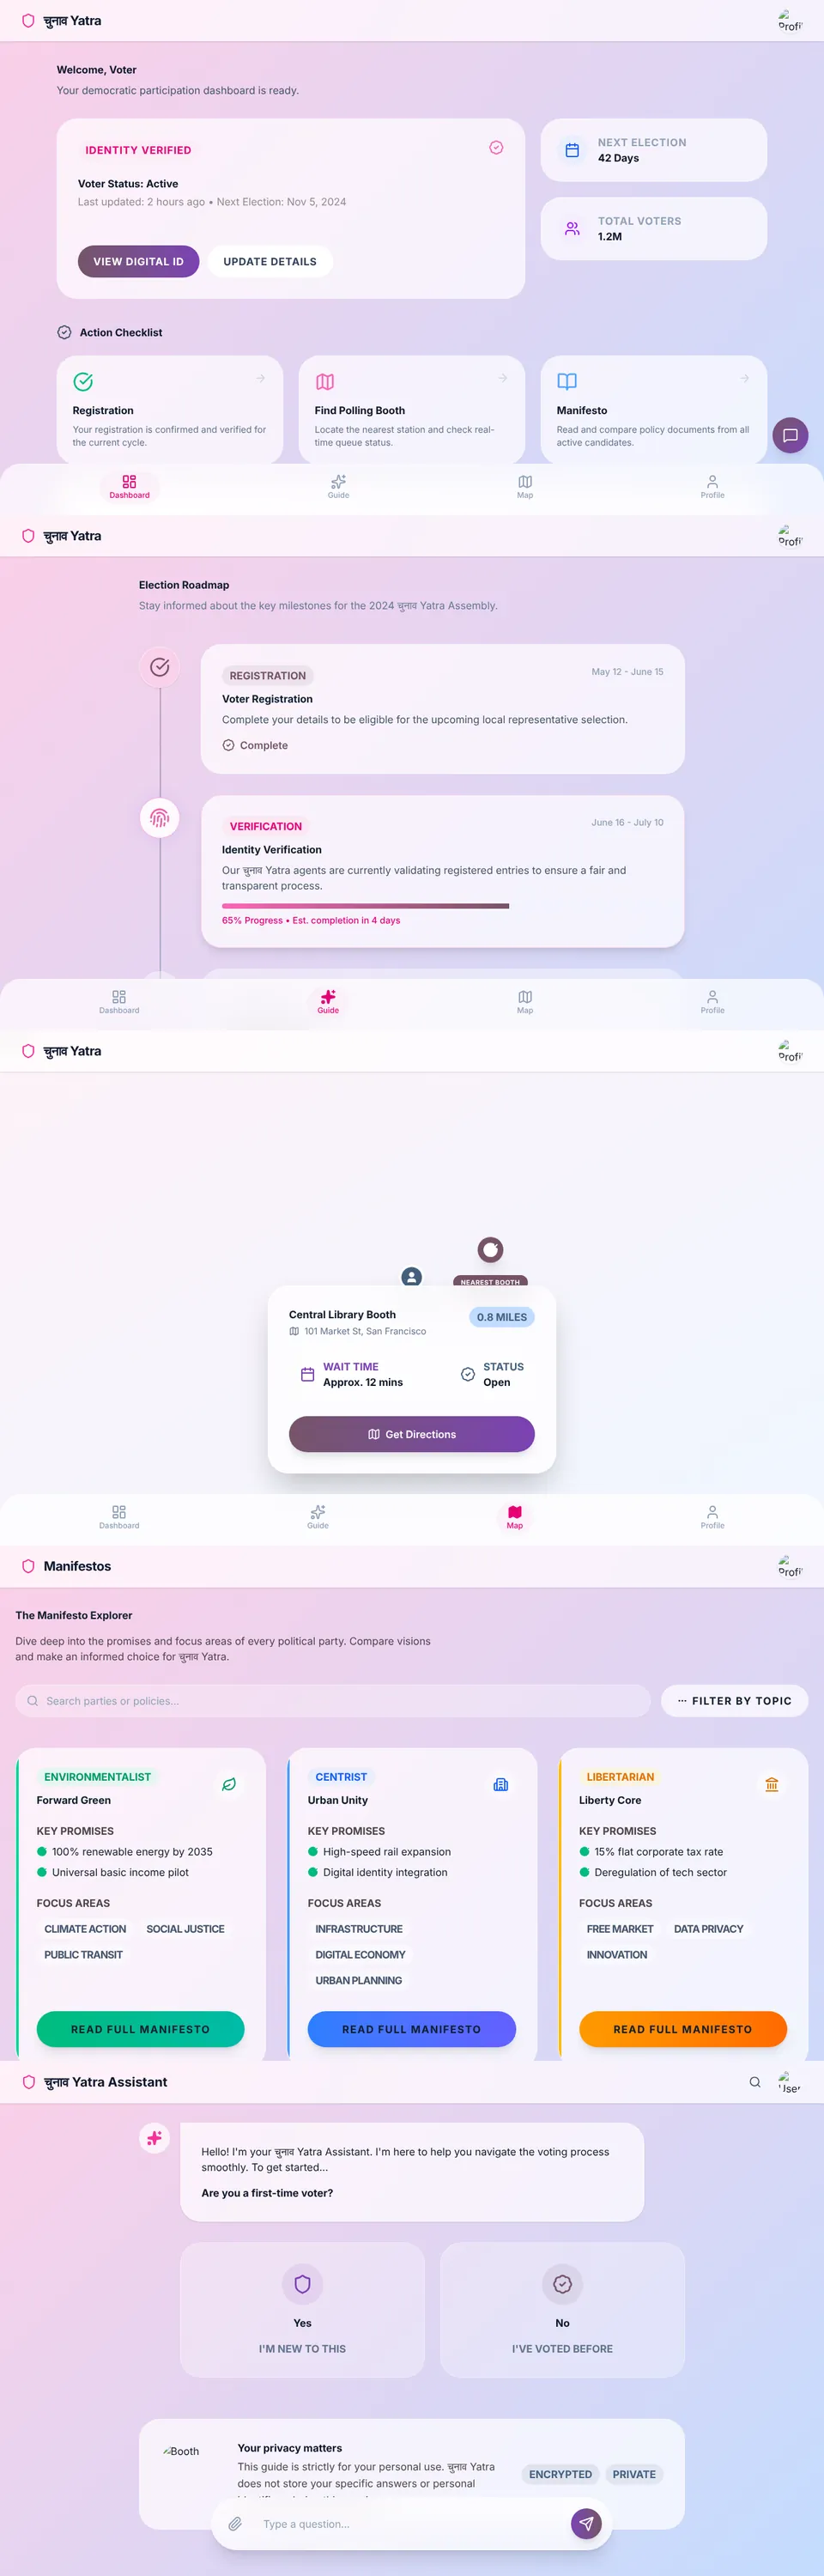 चुनाव Yatra
Profi
Welcome, Voter
Your democratic participation dashboard is ready.
IDENTITY VERIFIED
Voter Status: Active
Last updated: 2 hours ago • Next Election: Nov 5, 2024
VIEW DIGITAL ID
UPDATE DETAILS
NEXT ELECTION
42 Days
TOTAL VOTERS
1.2M
Action Checklist
Registration
Your registration is confirmed and verified for
the current cycle.
Find Polling Booth
Locate the nearest station and check real-
time queue status.
Manifesto
Read and compare policy documents from all
active candidates.
Dashboard
Guide
Map
Profile
चुनाव Yatra
Profi
Election Roadmap
Stay informed about the key milestones for the 2024 चुनाव Yatra Assembly.
REGISTRATION
May 12 - June 15
Voter Registration
Complete your details to be eligible for the upcoming local representative selection.
Complete
VERIFICATION
June 16 - July 10
Identity Verification
Our चुनाव Yatra agents are currently validating registered entries to ensure a fair and
transparent process.
65% Progress • Est. completion in 4 days
Dashboard
Guide
Map
Profile
चुनाव Yatra
Profi
NEAREST BOOTH
Central Library Booth
0.8 MILES
101 Market St, San Francisco
WAIT TIME
Approx. 12 mins
STATUS
Open
Get Directions
Dashboard
Guide
Map
Profile
Manifestos
Profi
The Manifesto Explorer
Dive deep into the promises and focus areas of every political party. Compare visions
and make an informed choice for चुनाव Yatra.
Search parties or policies...
FILTER BY TOPIC
ENVIRONMENTALIST
Forward Green
KEY PROMISES
100% renewable energy by 2035
Universal basic income pilot
FOCUS AREAS
CLIMATE ACTION
SOCIAL JUSTICE
PUBLIC TRANSIT
READ FULL MANIFESTO
CENTRIST
Urban Unity
KEY PROMISES
High-speed rail expansion
Digital identity integration
FOCUS AREAS
INFRASTRUCTURE
DIGITAL ECONOMY
URBAN PLANNING
READ FULL MANIFESTO
LIBERTARIAN
Liberty Core
KEY PROMISES
15% flat corporate tax rate
Deregulation of tech sector
FOCUS AREAS
FREE MARKET
DATA PRIVACY
INNOVATION
READ FULL MANIFESTO
चुनाव Yatra Assistant
User
Hello! I'm your चुनाव Yatra Assistant. I'm here to help you navigate the voting process
smoothly. To get started...
Are you a first-time voter?
Yes
I'M NEW TO THIS
No
I'VE VOTED BEFORE
Booth
Your privacy matters
This guide is strictly for your personal use. चुनाव Yatra
does not store your specific answers or personal
ENCRYPTED
PRIVATE
Type a question...